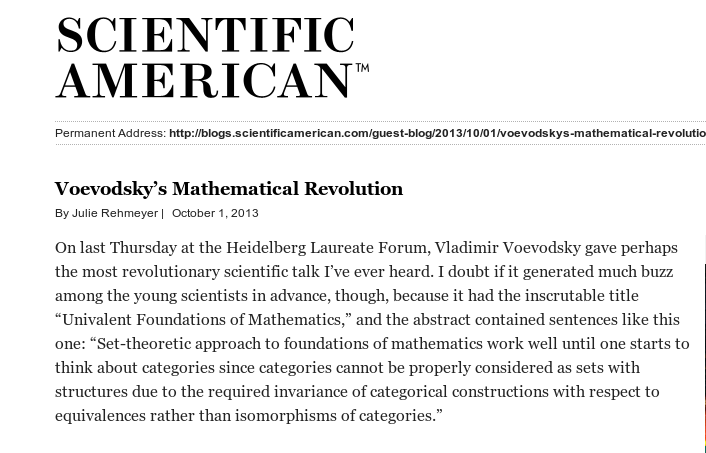 SCIENTIFIC
AMERICAN™
Permanent Address: http://blogs.scientificamerican.com/guest-blog/2013/10/01/voevodskys-mathematical-revolutio
Voevodsky’s Mathematical Revolution
By Julie Rehmeyer | October 1, 2013
On last Thursday at the Heidelberg Laureate Forum, Vladimir Voevodsky gave perhaps
the most revolutionary scientific talk I’ve ever heard. I doubt if it generated much buzz
among the young scientists in advance, though, because it had the inscrutable title
“Univalent Foundations of Mathematics,” and the abstract contained sentences like this
one: “Set-theoretic approach to foundations of mathematics work well until one starts to
think about categories since categories cannot be properly considered as sets with
structures due to the required invariance of categorical constructions with respect to
equivalences rather than isomorphisms of categories.”